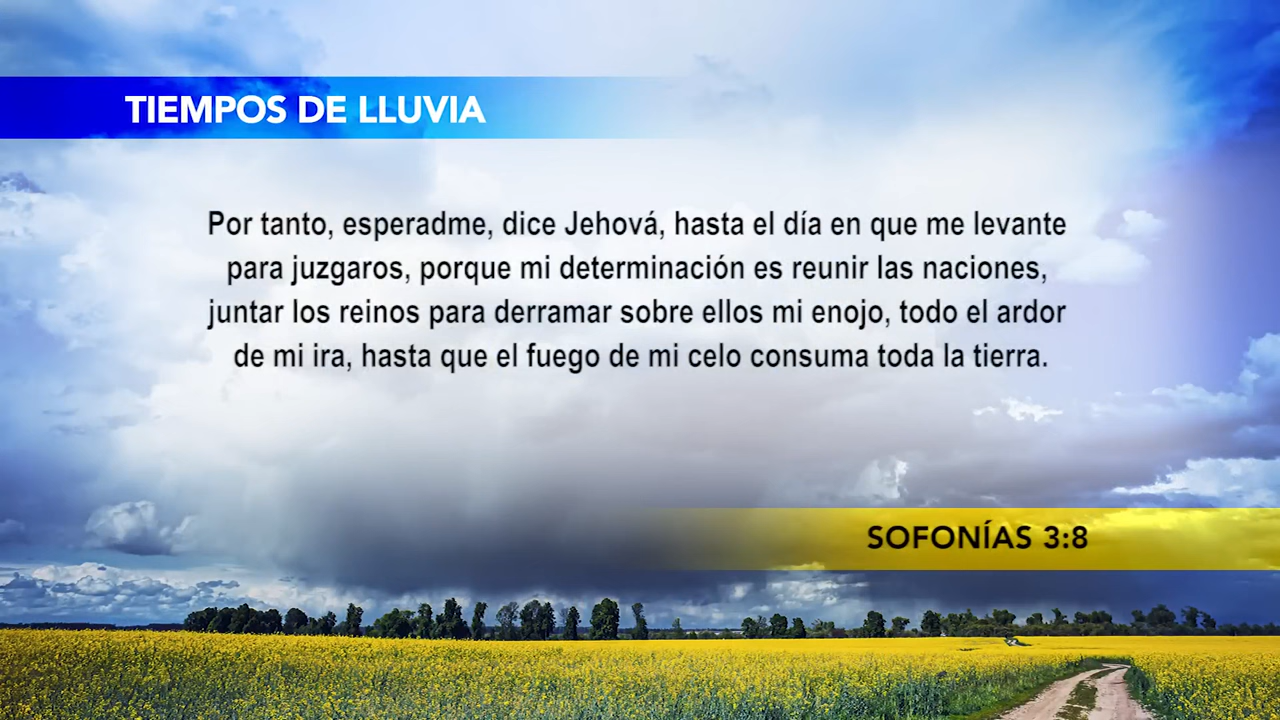 TIEMPOS DE LLUVIA
Por tanto, esperadme, dice Jehová, hasta el día en que me levante
para juzgaros, porque mi determinación es reunir las naciones,
juntar los reinos para derramar sobre ellos mi enojo, todo el ardor
de mi ira, hasta que el fuego de mi celo consuma toda la tierra.
SOFONÍAS 3:8